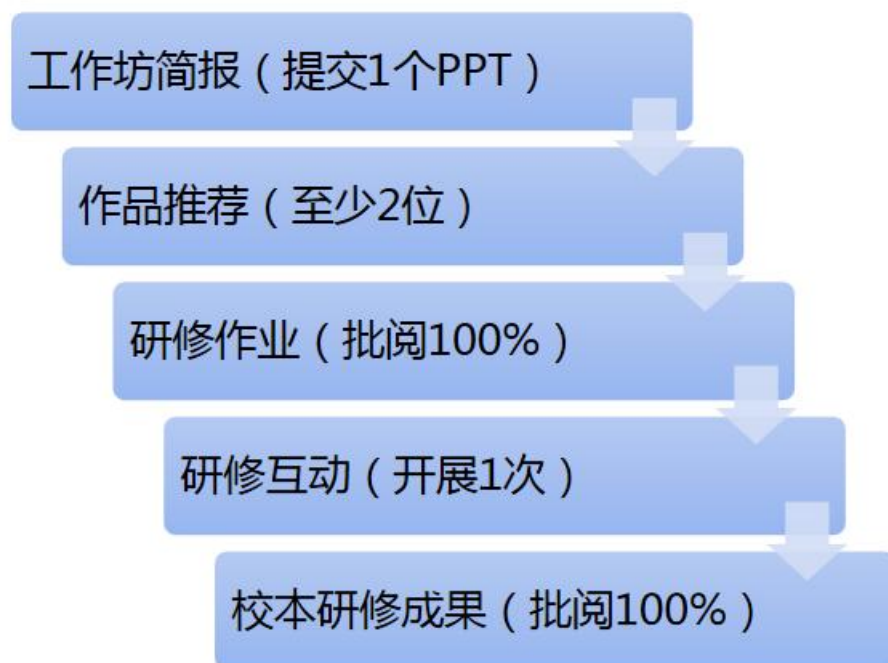 工作坊简报（提交1个PPT）
作品推荐（至少2位）
研修作业（批阅100%）
研修互动（开展1次）
校本研修成果（批阅100%）